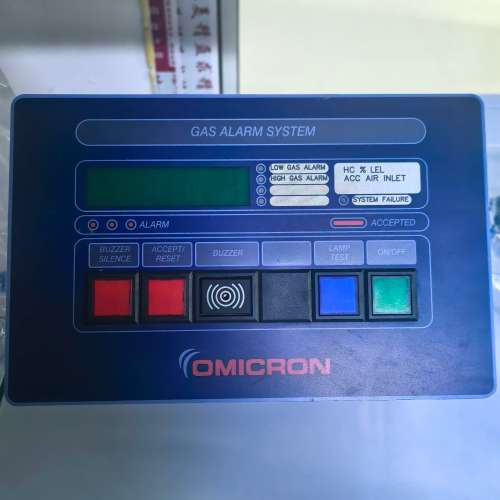 GAS ALARM SYSTEM
LOW GAS ALARM
HIGH GAS ALARM
HC % LEL
ACC AIR INLET
SYSTEM FAILURE
ALARM
ACCEPTED
BUZZER
SILENCE
ACCEPT/
RESET
BUZZER
LAMP
TEST
ON/OFF
OMICRON